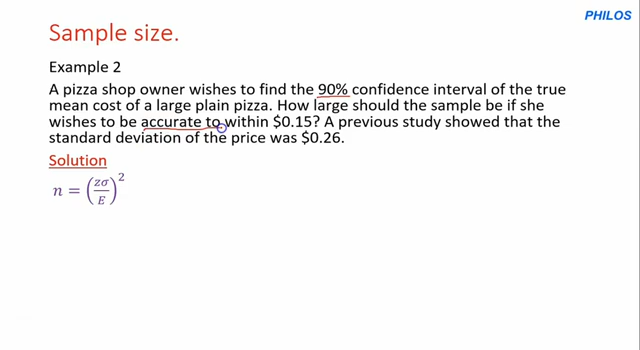 PHILOS
Sample size.
Example 2
A pizza shop owner wishes to find the 90% confidence interval of the true
mean cost of a large plain pizza. How large should the sample be if she
wishes to be accurate to within $0.15? A previous study showed that the
standard deviation of the price was $0.26.
Solution
n = (zσ/E)²